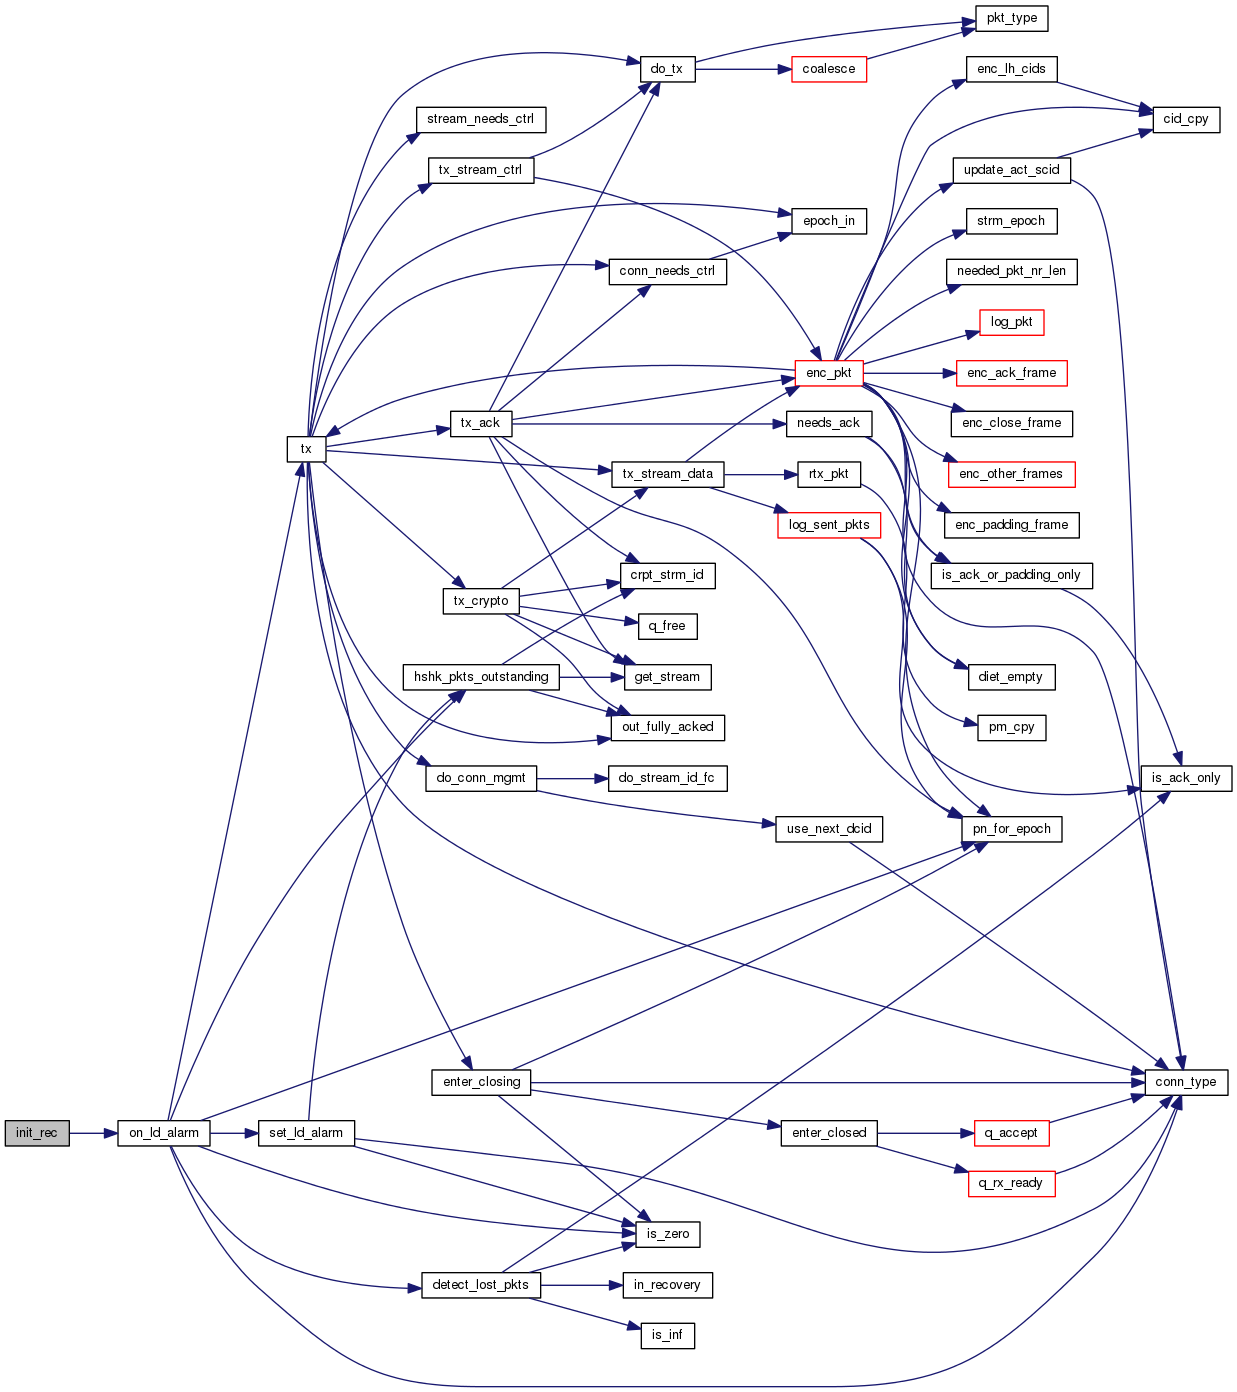 pkt_type
do_tx
coalesce
enc_lh_cids
stream_needs_ctrl
cid_cpy
tx_stream_ctrl
update_act_scid
epoch_in
strm_epoch
conn_needs_ctrl
needed_pkt_nr_len
log_pkt
enc_pkt
enc_ack_frame
tx_ack
needs_ack
enc_close_frame
tx
tx_stream_data
rtx_pkt
enc_other_frames
log_sent_pkts
enc_padding_frame
crpt_strm_id
is_ack_or_padding_only
tx_crypto
q_free
hshk_pkts_outstanding
get_stream
diet_empty
out_fully_acked
pm_cpy
do_conn_mgmt
do_stream_id_fc
is_ack_only
use_next_dcid
pn_for_epoch
enter_closing
conn_type
init_rec
on_ld_alarm
set_ld_alarm
enter_closed
q_accept
q_rx_ready
is_zero
detect_lost_pkts
in_recovery
is_inf